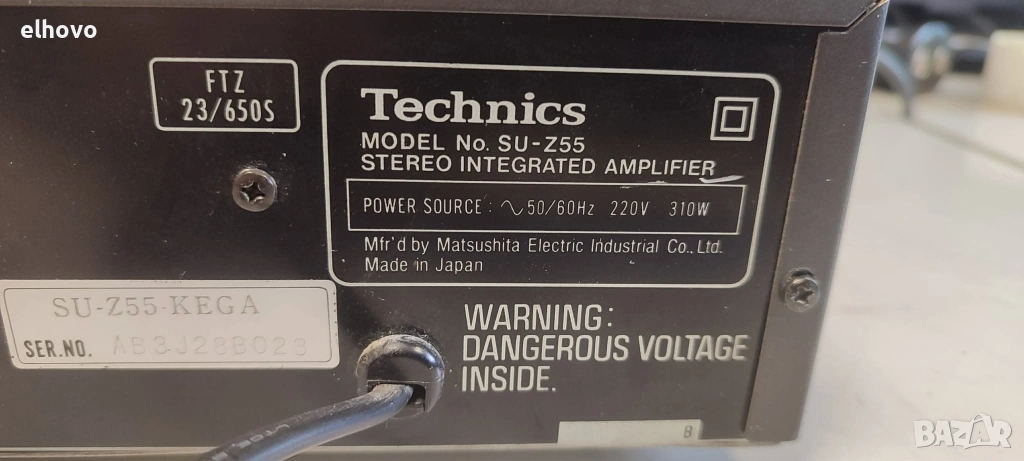 elhovo
FTZ
23/650S
Technics
MODEL No. SU-Z55
STEREO INTEGRATED AMPLIFIER
POWER SOURCE: ∿50/60Hz 220V 310W
Mfr'd by Matsushita Electric Industrial Co., Ltd.
Made in Japan
SU-Z55-KEGA
SER.NO. AB3J28B028
WARNING:
DANGEROUS VOLTAGE
INSIDE.
B
BAZAR